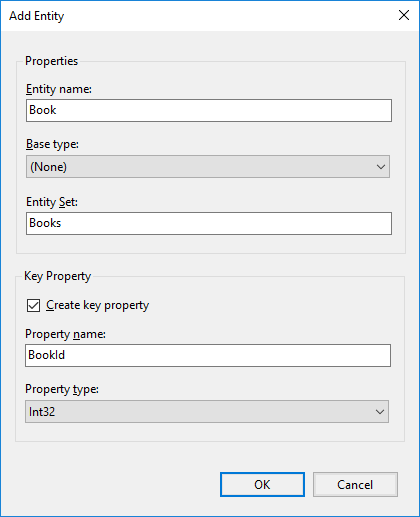 Add Entity
Properties
Entity name:
Book
Base type:
(None)
Entity Set:
Books
Key Property
Create key property
Property name:
BookId
Property type:
Int32
OK Cancel